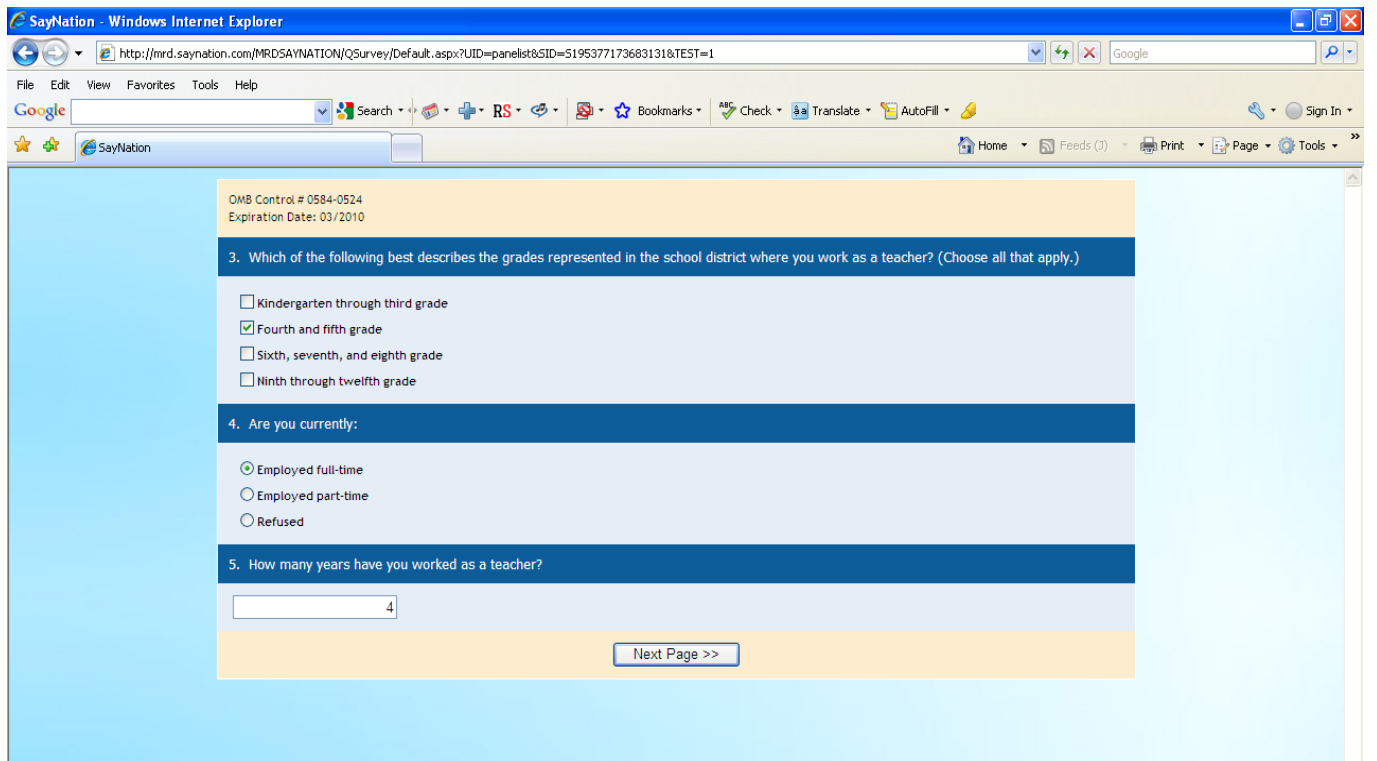 SayNation - Windows Internet Explorer
http://mrd.saynation.com/MRDSAYNATION/QSurvey/Default.aspx?UID=panelist&SID=S195377173683131&TEST=1
Google
File Edit View Favorites Tools Help
Google Search RS Bookmarks Check Translate AutoFill Sign In
SayNation Home Feeds (J) Print Page Tools
OMB Control # 0584-0524
Expiration Date: 03/2010
3. Which of the following best describes the grades represented in the school district where you work as a teacher? (Choose all that apply.)
Kindergarten through third grade
Fourth and fifth grade
Sixth, seventh, and eighth grade
Ninth through twelfth grade
4. Are you currently:
Employed full-time
Employed part-time
Refused
5. How many years have you worked as a teacher?
4
Next Page >>